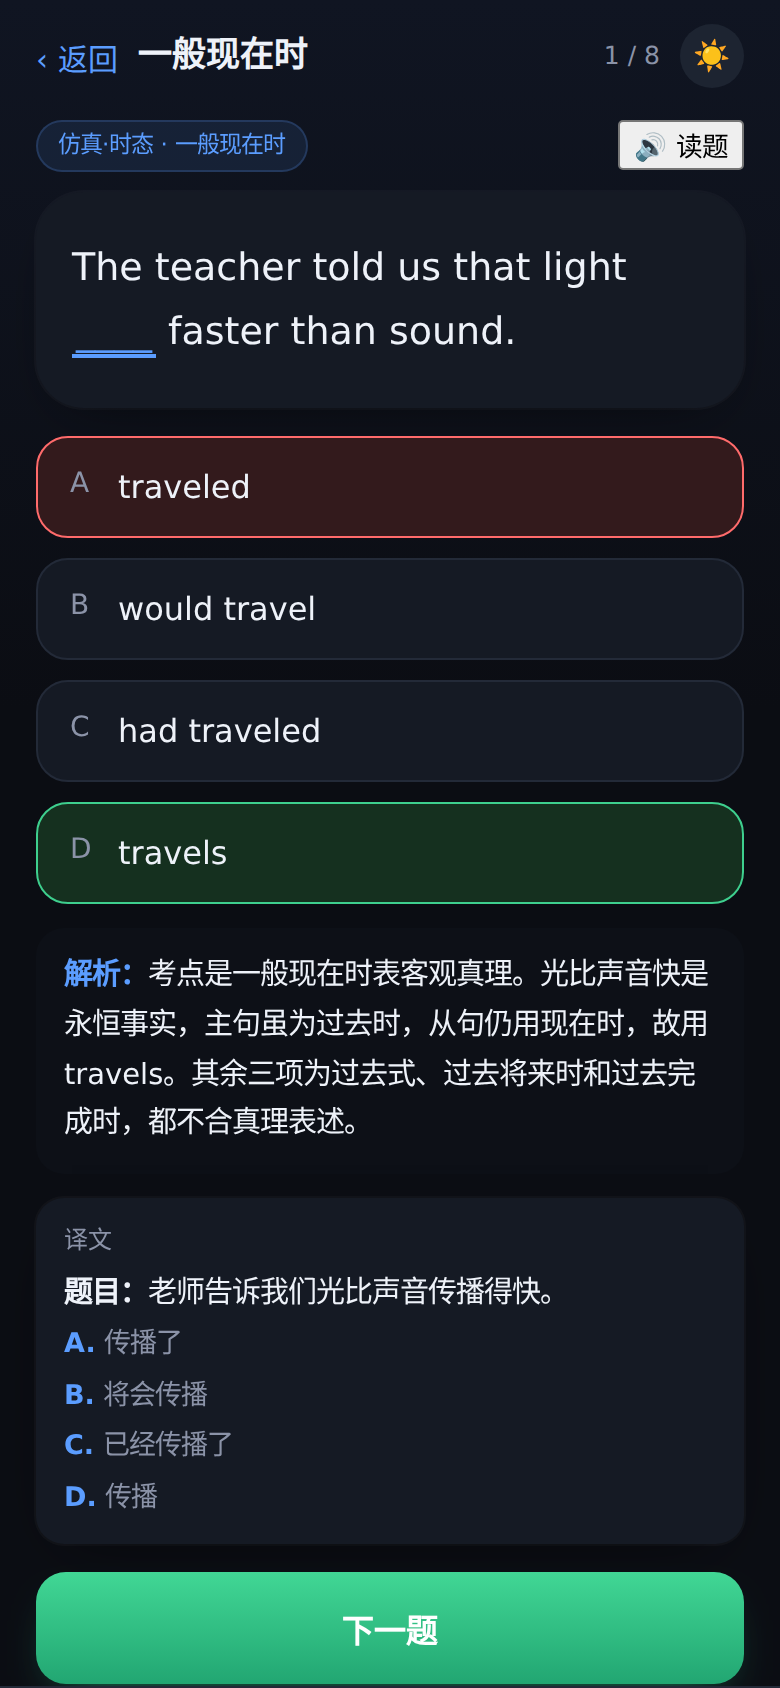 ‹ 返回 一般现在时 1 / 8
仿真·时态 · 一般现在时 读题
The teacher told us that light
____ faster than sound.
A traveled
B would travel
C had traveled
D travels
解析：考点是一般现在时表客观真理。光比声音快是
永恒事实，主句虽为过去时，从句仍用现在时，故用
travels。其余三项为过去式、过去将来时和过去完
成时，都不合真理表述。
译文
题目：老师告诉我们光比声音传播得快。
A. 传播了
B. 将会传播
C. 已经传播了
D. 传播
下一题